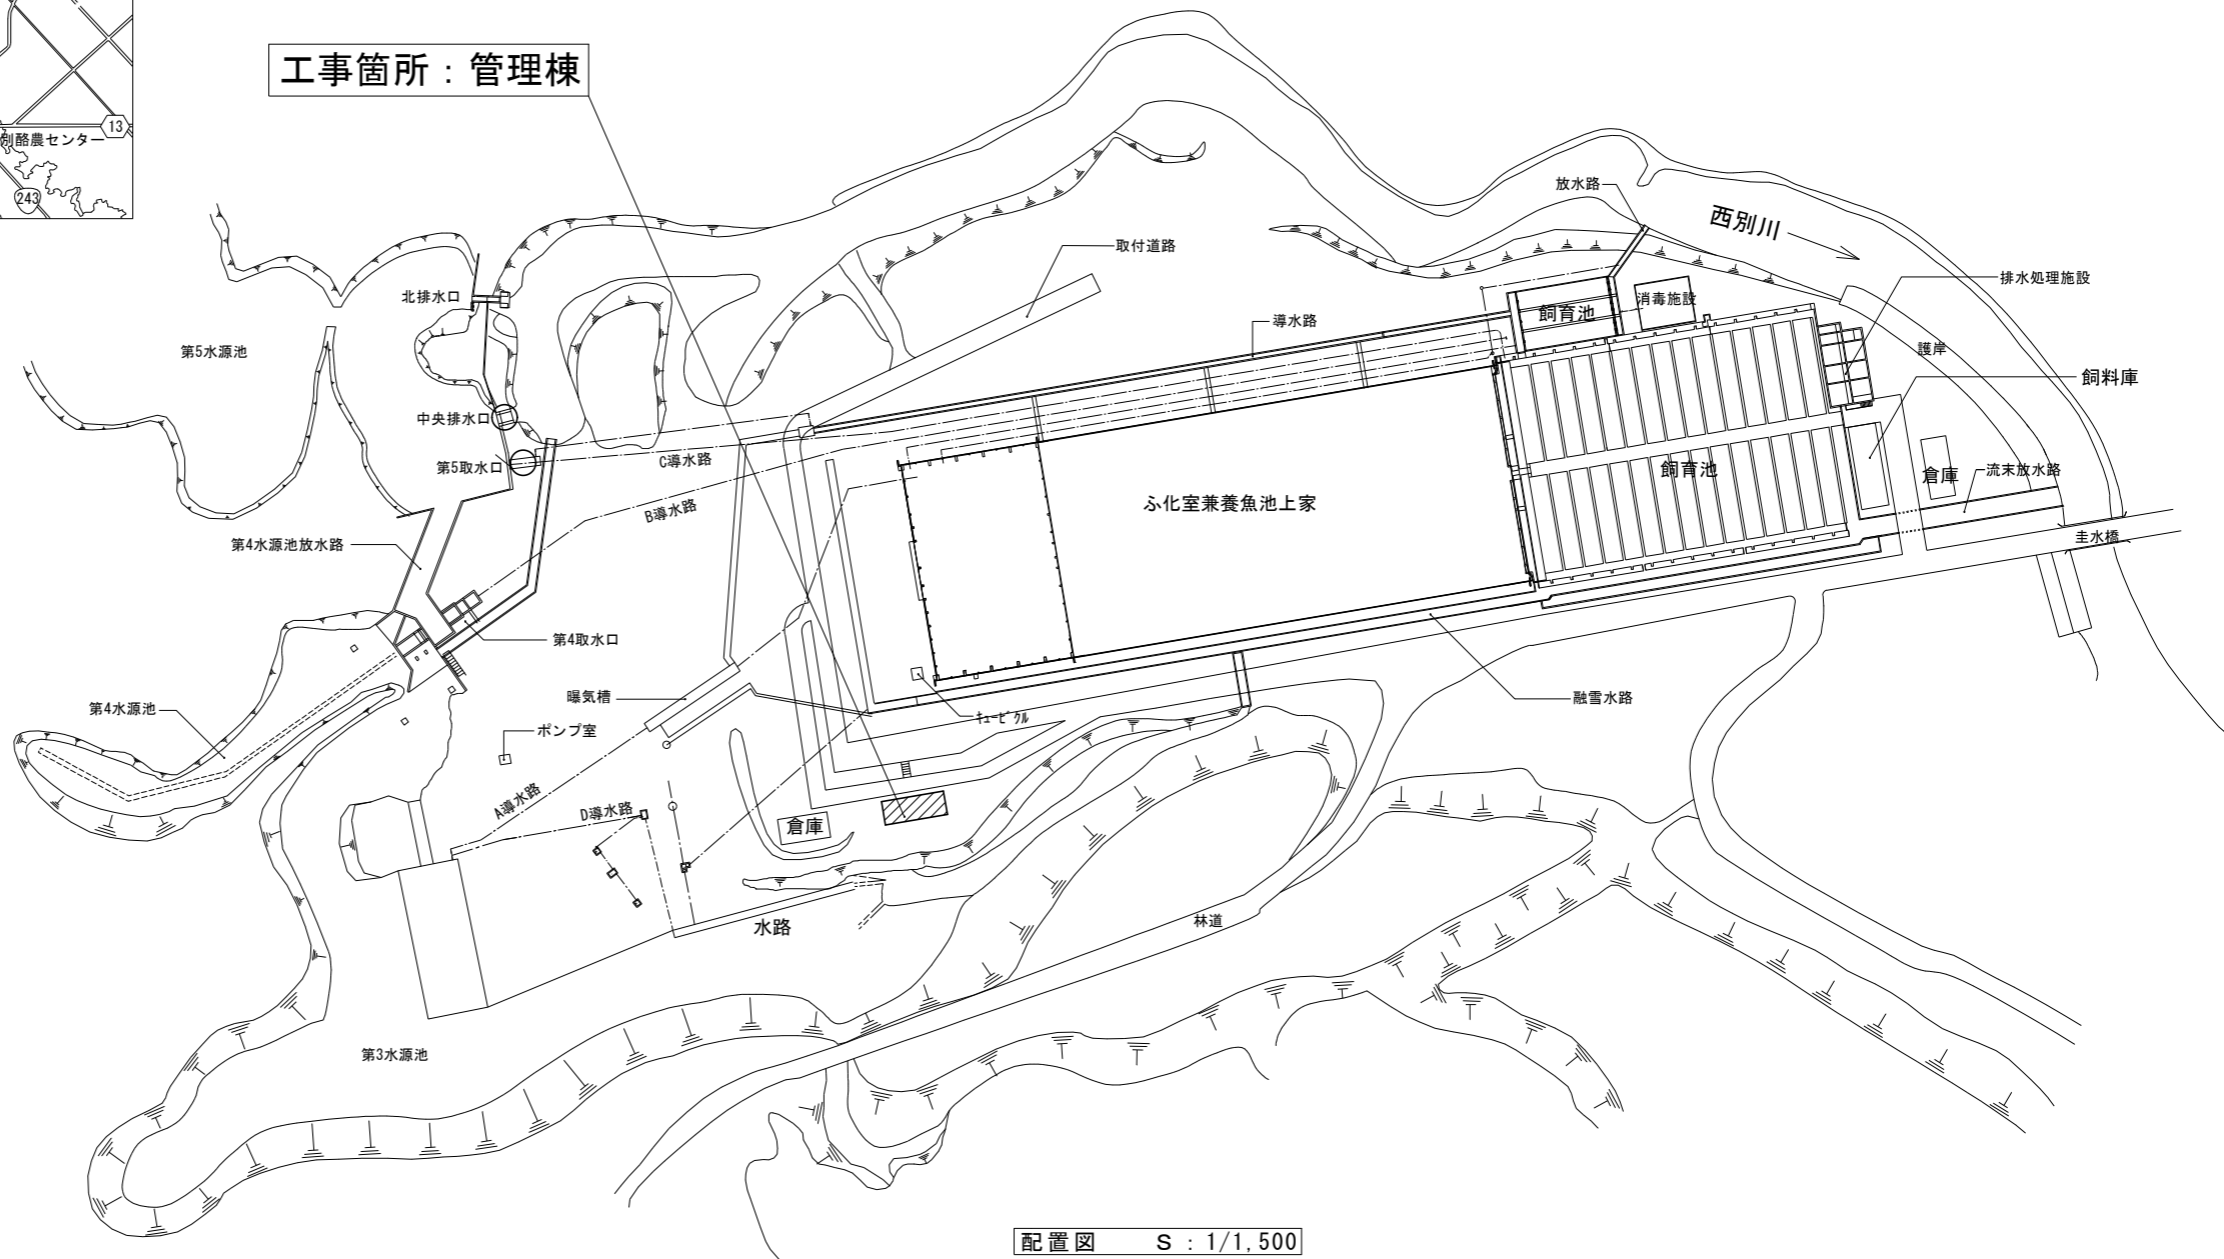 工事箇所：管理棟
13
別酪農センター
243
放水路
西別川
取付道路
排水処理施設
北排水口
消毒施設
飼育池
導水路
第5水源池
護岸
飼料庫
中央排水口
C導水路
第5取水口
飼育池
倉庫
流末放水路
ふ化室兼養魚池上家
B導水路
圭水橋
第4水源池放水路
第4取水口
曝気槽
融雪水路
第4水源池
キュービクル
ポンプ室
A導水路
D導水路
倉庫
林道
水路
第3水源池
配置図 S：1/1,500